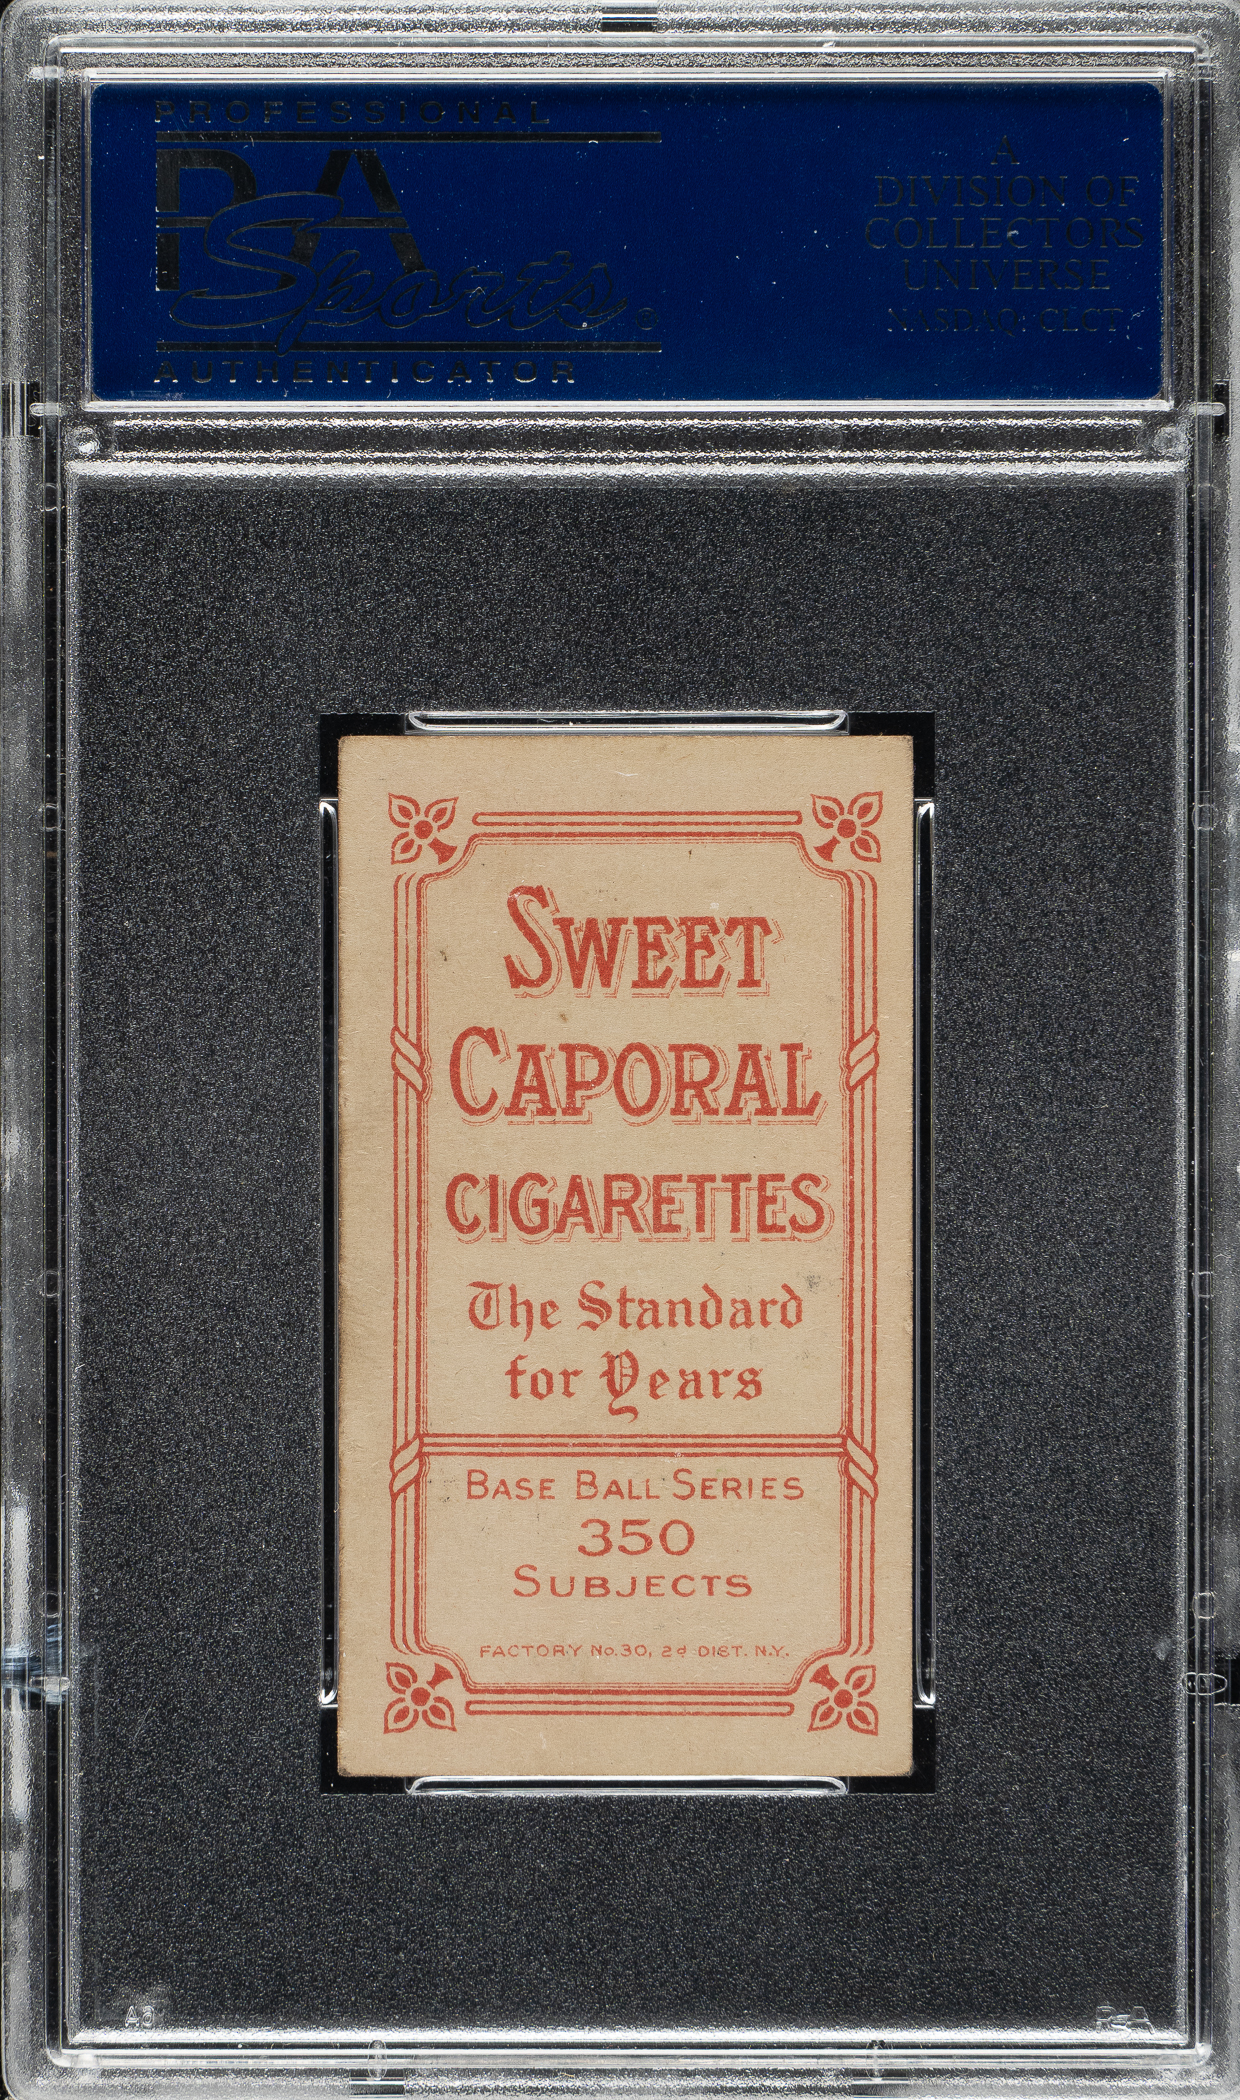 PROFESSIONAL
PSA
Sports®
AUTHENTICATOR
A
DIVISION OF
COLLECTORS
UNIVERSE
NASDAQ: CLCT
SWEET
CAPORAL
CIGARETTES
The Standard
for Years
BASE BALL SERIES
350
SUBJECTS
FACTORY No. 30, 2d DIST. N.Y.
PSA